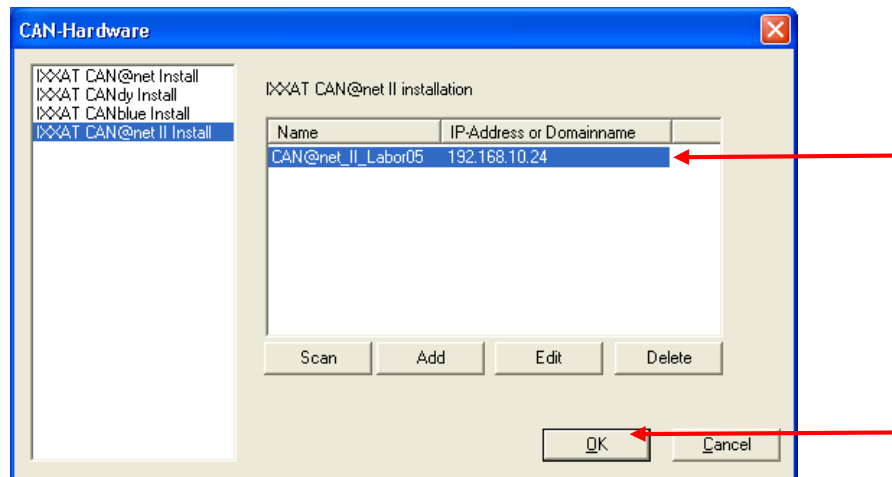 CAN-Hardware
IXXAT CAN@net Install
IXXAT CANdy Install
IXXAT CANblue Install
IXXAT CAN@net II Install
IXXAT CAN@net II installation
Name IP-Address or Domainname
CAN@net_II_Labor05 192.168.10.24
Scan Add Edit Delete
OK Cancel